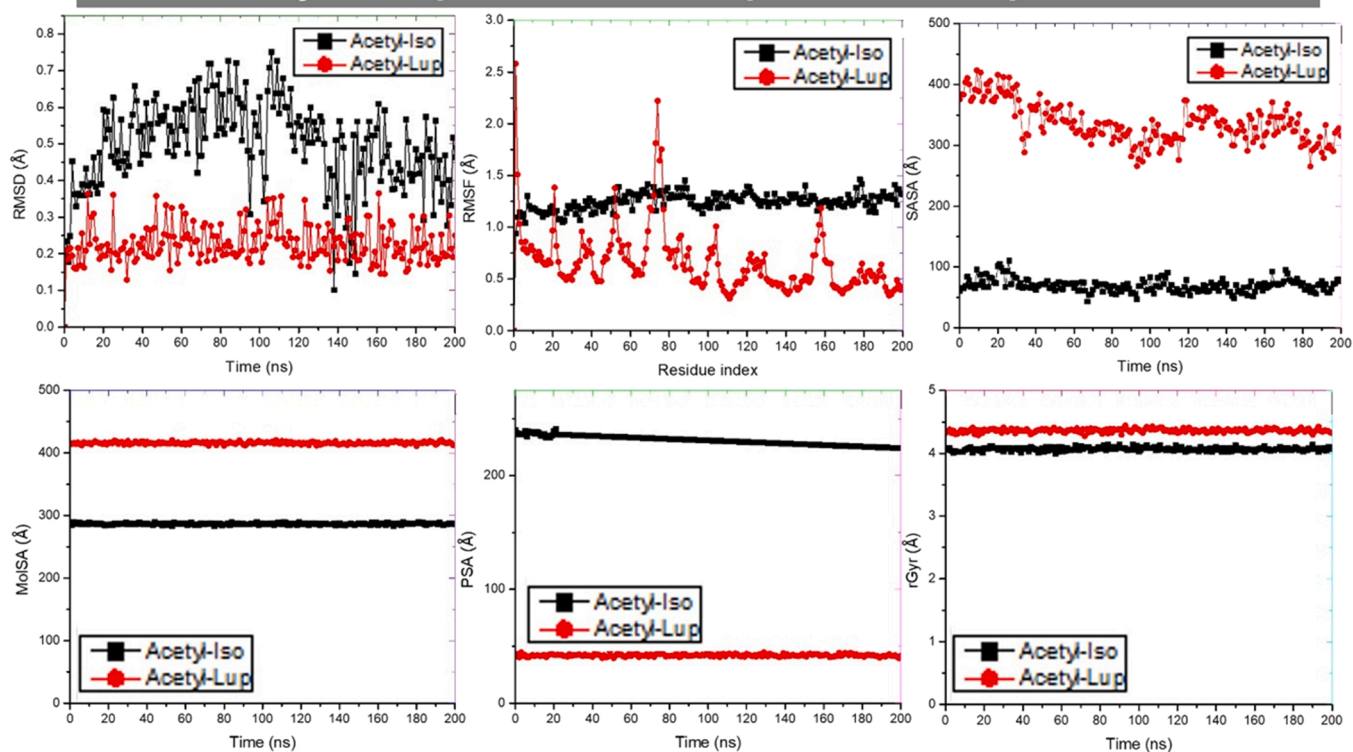 Acetyl-Iso
Acetyl-Lup
RMSD (Å)
0.8
0.7
0.6
0.5
0.4
0.3
0.2
0.1
0.0
0 20 40 60 80 100 120 140 160 180 200
Time (ns)
Acetyl-Iso
Acetyl-Lup
RMSF (Å)
3.0
2.5
2.0
1.5
1.0
0.5
0.0
0 20 40 60 80 100 120 140 160 180 200
Residue index
Acetyl-Iso
Acetyl-Lup
SASA (Å)
500
400
300
200
100
0
0 20 40 60 80 100 120 140 160 180 200
Time (ns)
MolSA (Å)
500
400
300
200
100
0
Acetyl-Iso
Acetyl-Lup
0 20 40 60 80 100 120 140 160 180 200
Time (ns)
PSA (Å)
200
100
0
Acetyl-Iso
Acetyl-Lup
0 20 40 60 80 100 120 140 160 180 200
Time (ns)
rGyr (Å)
5
4
3
2
1
0
Acetyl-Iso
Acetyl-Lup
0 20 40 60 80 100 120 140 160 180 200
Time (ns)